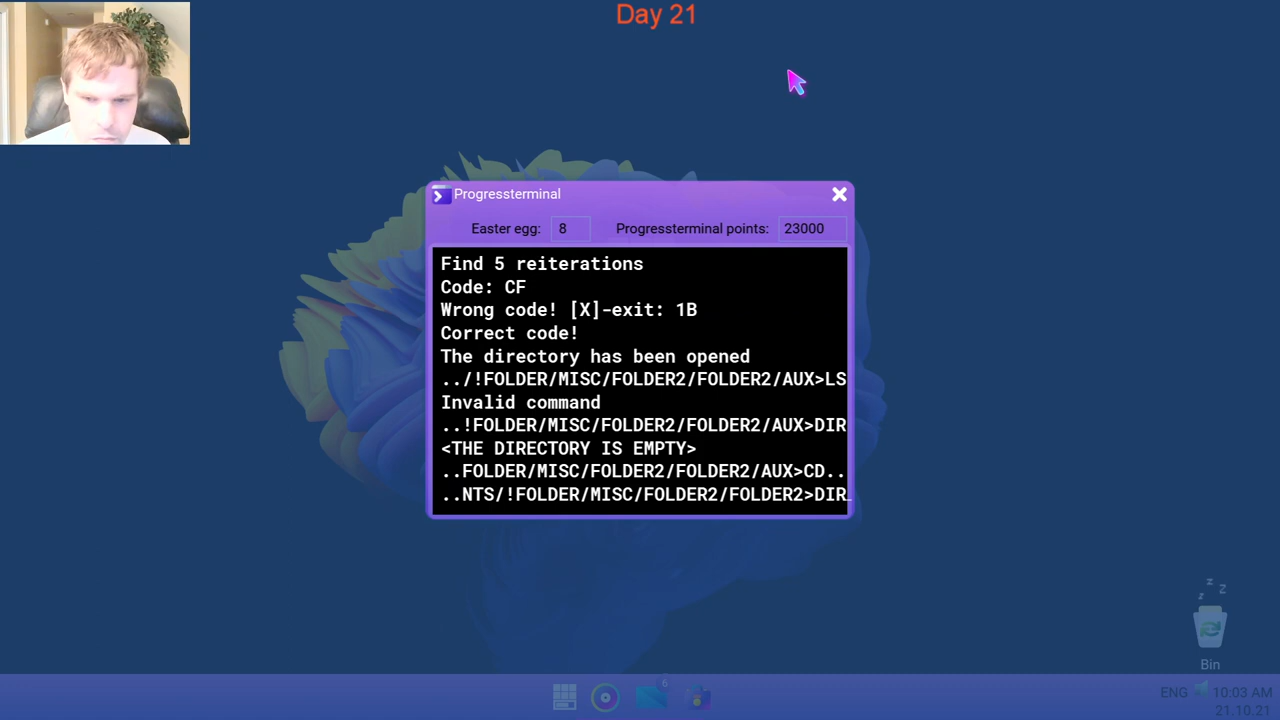 Day 21
Progressterminal
Easter egg: 8 Progressterminal points: 23000
Find 5 reiterations
Code: CF
Wrong code! [X]-exit: 1B
Correct code!
The directory has been opened
../!FOLDER/MISC/FOLDER2/FOLDER2/AUX>LS
Invalid command
..!FOLDER/MISC/FOLDER2/FOLDER2/AUX>DIR
<THE DIRECTORY IS EMPTY>
..FOLDER/MISC/FOLDER2/FOLDER2/AUX>CD..
..NTS/!FOLDER/MISC/FOLDER2/FOLDER2>DIR_
z z z
Bin
6
ENG 10:03 AM
21.10.21